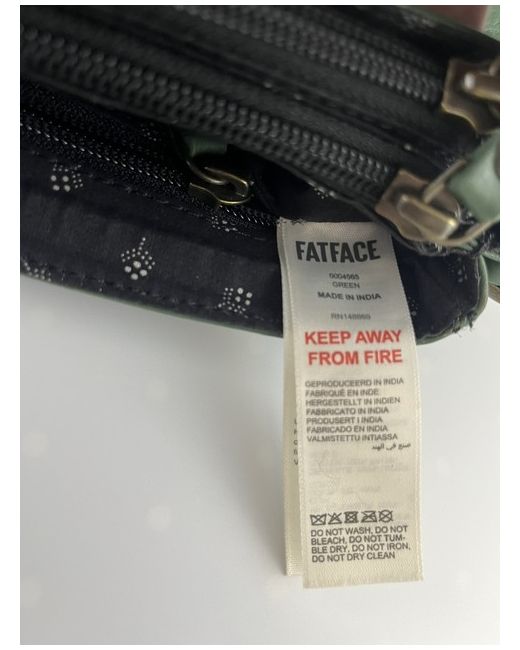 FATFACE
0004565
GREEN
MADE IN INDIA
KEEP AWAY
FROM FIRE
GEPRODUCEERD IN INDIA
FABRIQUÉ EN INDE
HERGESTELLT IN INDIEN
FABBRICATO IN INDIA
PRODUSERT I INDIA
FABRICADO EN INDIA
VALMISTETTU INTIASSA
صنع في الهند
DO NOT WASH, DO NOT
BLEACH, DO NOT TUM-
BLE DRY, DO NOT IRON,
DO NOT DRY CLEAN